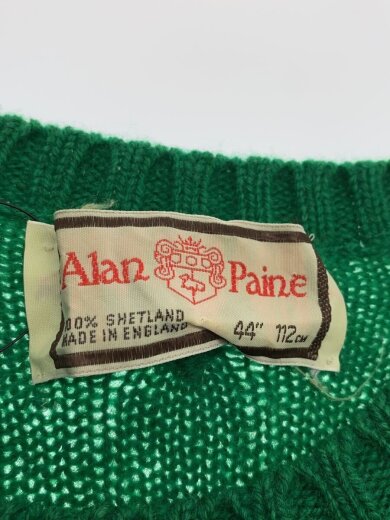 Alan Paine
100% SHETLAND
MADE IN ENGLAND
44" 112CM